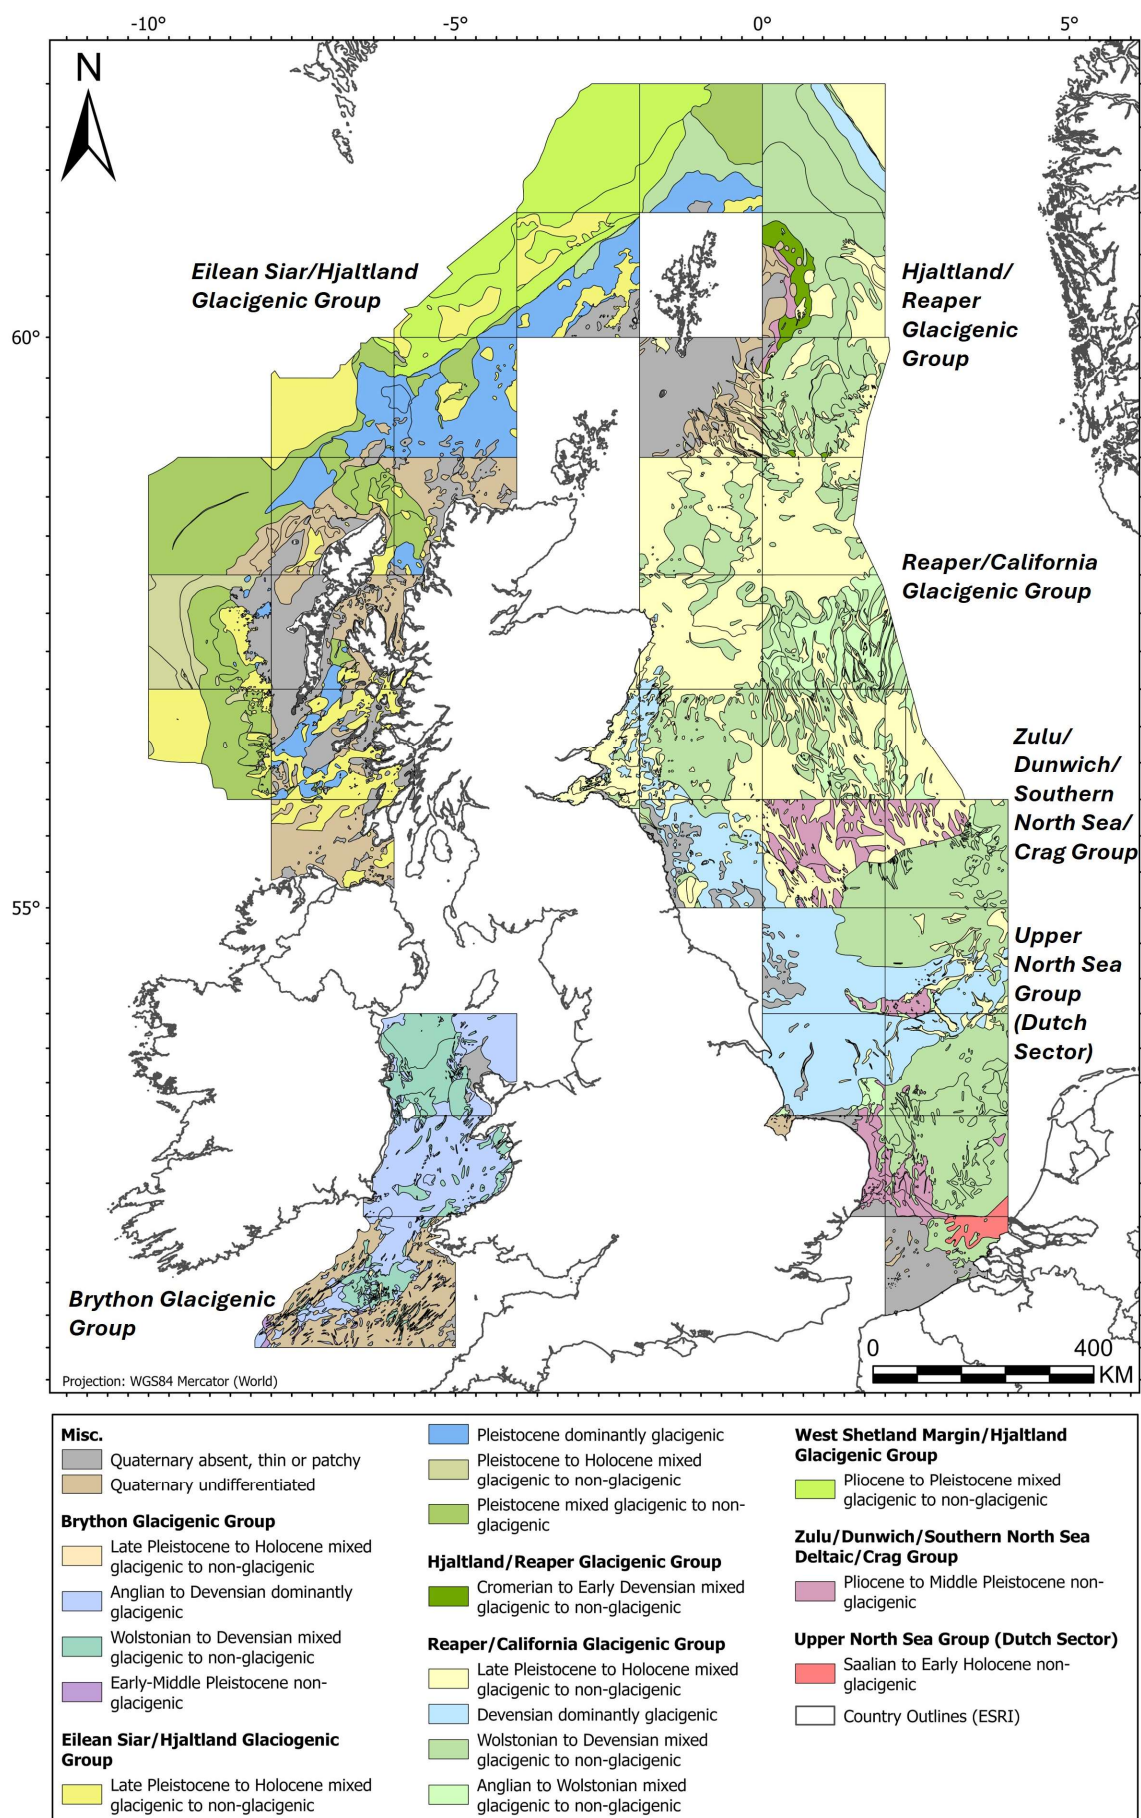 -10°
-5°
0°
5°
N
Eilean Siar/Hjaltland
Glacigenic Group
Hjaltland/
Reaper
Glacigenic
Group
60°
Reaper/California
Glacigenic Group
Zulu/
Dunwich/
Southern
North Sea/
Crag Group
55°
Upper
North Sea
Group
(Dutch
Sector)
Brython Glacigenic
Group
0
400
KM
Projection: WGS84 Mercator (World)
Misc.
Quaternary absent, thin or patchy
Quaternary undifferentiated
Brython Glacigenic Group
Late Pleistocene to Holocene mixed
glacigenic to non-glacigenic
Anglian to Devensian dominantly
glacigenic
Wolstonian to Devensian mixed
glacigenic to non-glacigenic
Early-Middle Pleistocene non-
glacigenic
Eilean Siar/Hjaltland Glaciogenic
Group
Late Pleistocene to Holocene mixed
glacigenic to non-glacigenic
Pleistocene dominantly glacigenic
Pleistocene to Holocene mixed
glacigenic to non-glacigenic
Pleistocene mixed glacigenic to non-
glacigenic
Hjaltland/Reaper Glacigenic Group
Cromerian to Early Devensian mixed
glacigenic to non-glacigenic
Reaper/California Glacigenic Group
Late Pleistocene to Holocene mixed
glacigenic to non-glacigenic
Devensian dominantly glacigenic
Wolstonian to Devensian mixed
glacigenic to non-glacigenic
Anglian to Wolstonian mixed
glacigenic to non-glacigenic
West Shetland Margin/Hjaltland
Glacigenic Group
Pliocene to Pleistocene mixed
glacigenic to non-glacigenic
Zulu/Dunwich/Southern North Sea
Deltaic/Crag Group
Pliocene to Middle Pleistocene non-
glacigenic
Upper North Sea Group (Dutch Sector)
Saalian to Early Holocene non-
glacigenic
Country Outlines (ESRI)